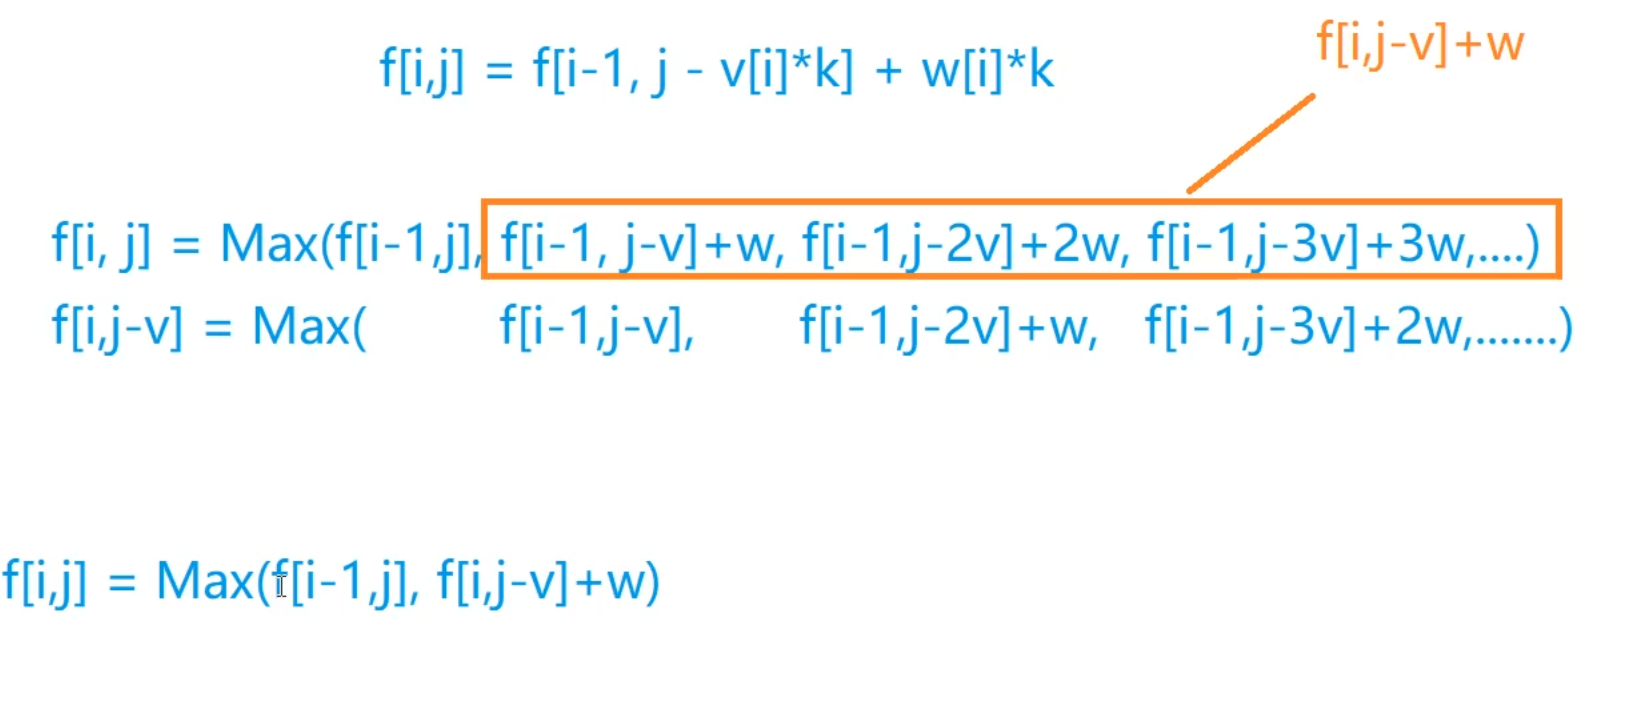 f[i,j-v]+w
f[i,j] = f[i-1, j - v[i]*k] + w[i]*k
f[i, j] = Max(f[i-1,j], f[i-1, j-v]+w, f[i-1,j-2v]+2w, f[i-1,j-3v]+3w,....)
f[i,j-v] = Max( f[i-1,j-v], f[i-1,j-2v]+w, f[i-1,j-3v]+2w,.......)
f[i,j] = Max(f[i-1,j], f[i,j-v]+w)